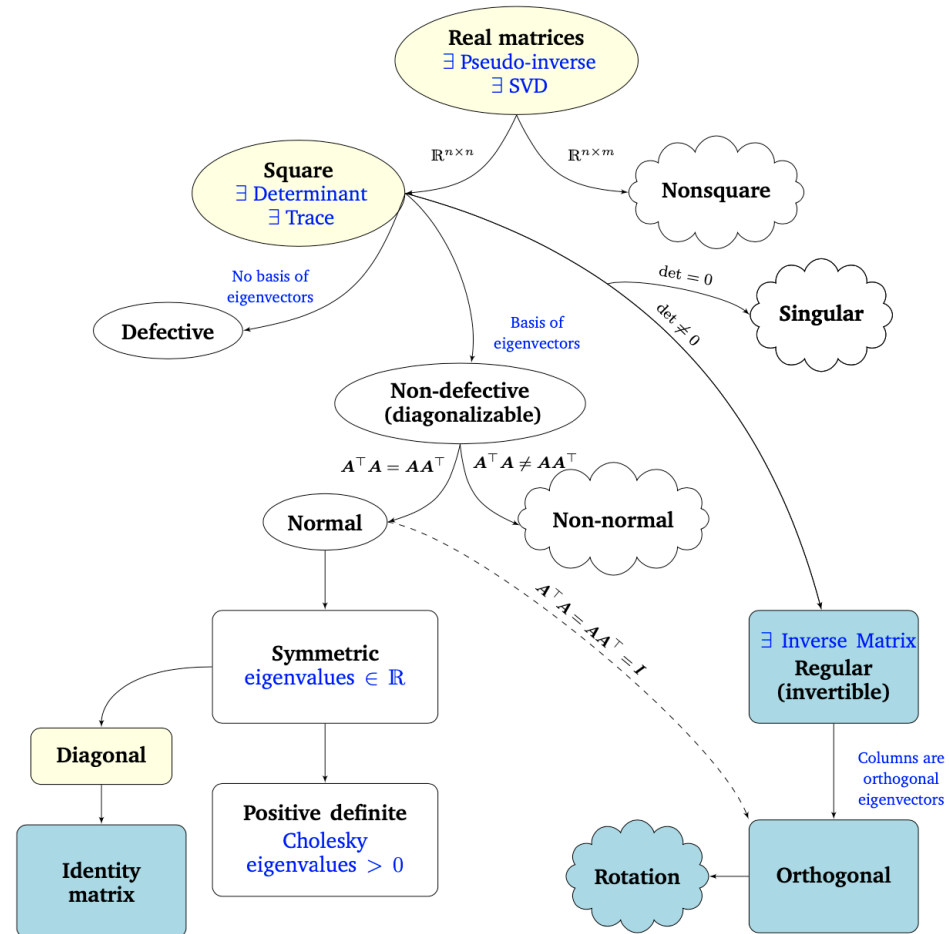 Real matrices
∃ Pseudo-inverse
∃ SVD
ℝⁿˣⁿ
ℝⁿˣᵐ
Square
∃ Determinant
∃ Trace
Nonsquare
No basis of
eigenvectors
det = 0
Singular
det ≠ 0
Defective
Basis of
eigenvectors
Non-defective
(diagonalizable)
A⊤A = AA⊤
A⊤A ≠ AA⊤
Normal
Non-normal
A⊤A = AA⊤ = I
Symmetric
eigenvalues ∈ ℝ
∃ Inverse Matrix
Regular
(invertible)
Diagonal
Columns are
orthogonal
eigenvectors
Positive definite
Cholesky
eigenvalues > 0
Identity
matrix
Rotation
Orthogonal